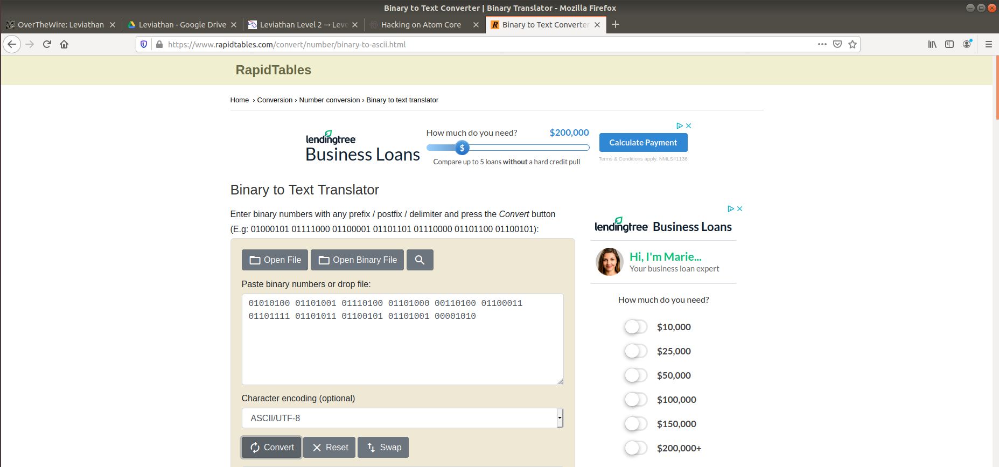 Binary to Text Converter | Binary Translator - Mozilla Firefox
OverTheWire: Leviathan
Leviathan - Google Drive
Leviathan Level 2 → Leve
Hacking on Atom Core
Binary to Text Converter
https://www.rapidtables.com/convert/number/binary-to-ascii.html
RapidTables
Home › Conversion › Number conversion › Binary to text translator
lendingtree
Business Loans
How much do you need? $200,000
$
Compare up to 5 loans without a hard credit pull
Calculate Payment
Terms & Conditions apply. NMLS#1136
Binary to Text Translator
Enter binary numbers with any prefix / postfix / delimiter and press the Convert button
(E.g: 01000101 01111000 01100001 01101101 01110000 01101100 01100101):
Open File
Open Binary File
Paste binary numbers or drop file:
01010100 01101001 01110100 01101000 00110100 01100011
01101111 01101011 01100101 01101001 00001010
Character encoding (optional)
ASCII/UTF-8
Convert
Reset
Swap
lendingtree Business Loans
Hi, I'm Marie...
Your business loan expert
How much do you need?
$10,000
$25,000
$50,000
$100,000
$150,000
$200,000+